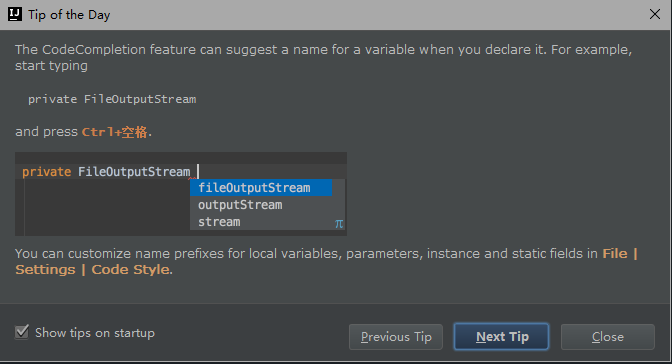 IJ Tip of the Day
The CodeCompletion feature can suggest a name for a variable when you declare it. For example,
start typing
private FileOutputStream
and press Ctrl+空格.
private FileOutputStream
fileOutputStream
outputStream
stream
π
You can customize name prefixes for local variables, parameters, instance and static fields in File |
Settings | Code Style.
Show tips on startup
Previous Tip
Next Tip
Close